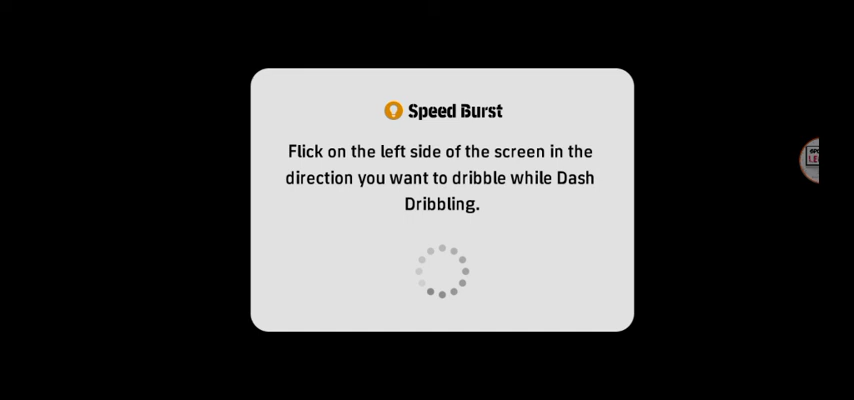 Speed Burst
Flick on the left side of the screen in the
direction you want to dribble while Dash
Dribbling.